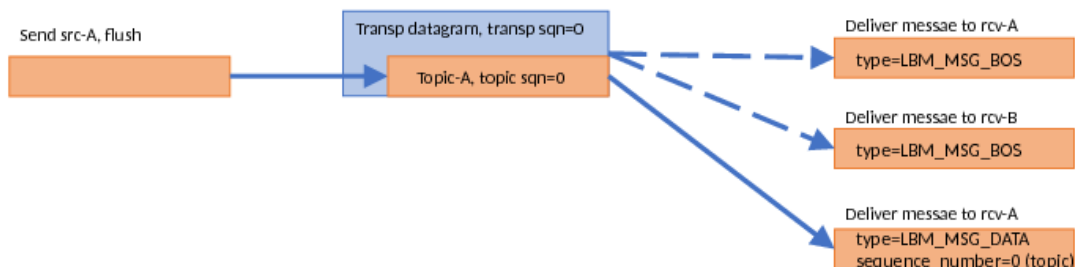 Send src-A, flush
Transp datagram, transp sqn=0
Topic-A, topic sqn=0
Deliver messae to rcv-A
type=LBM_MSG_BOS
Deliver messae to rcv-B
type=LBM_MSG_BOS
Deliver messae to rcv-A
type=LBM_MSG_DATA
sequence_number=0 (topic)